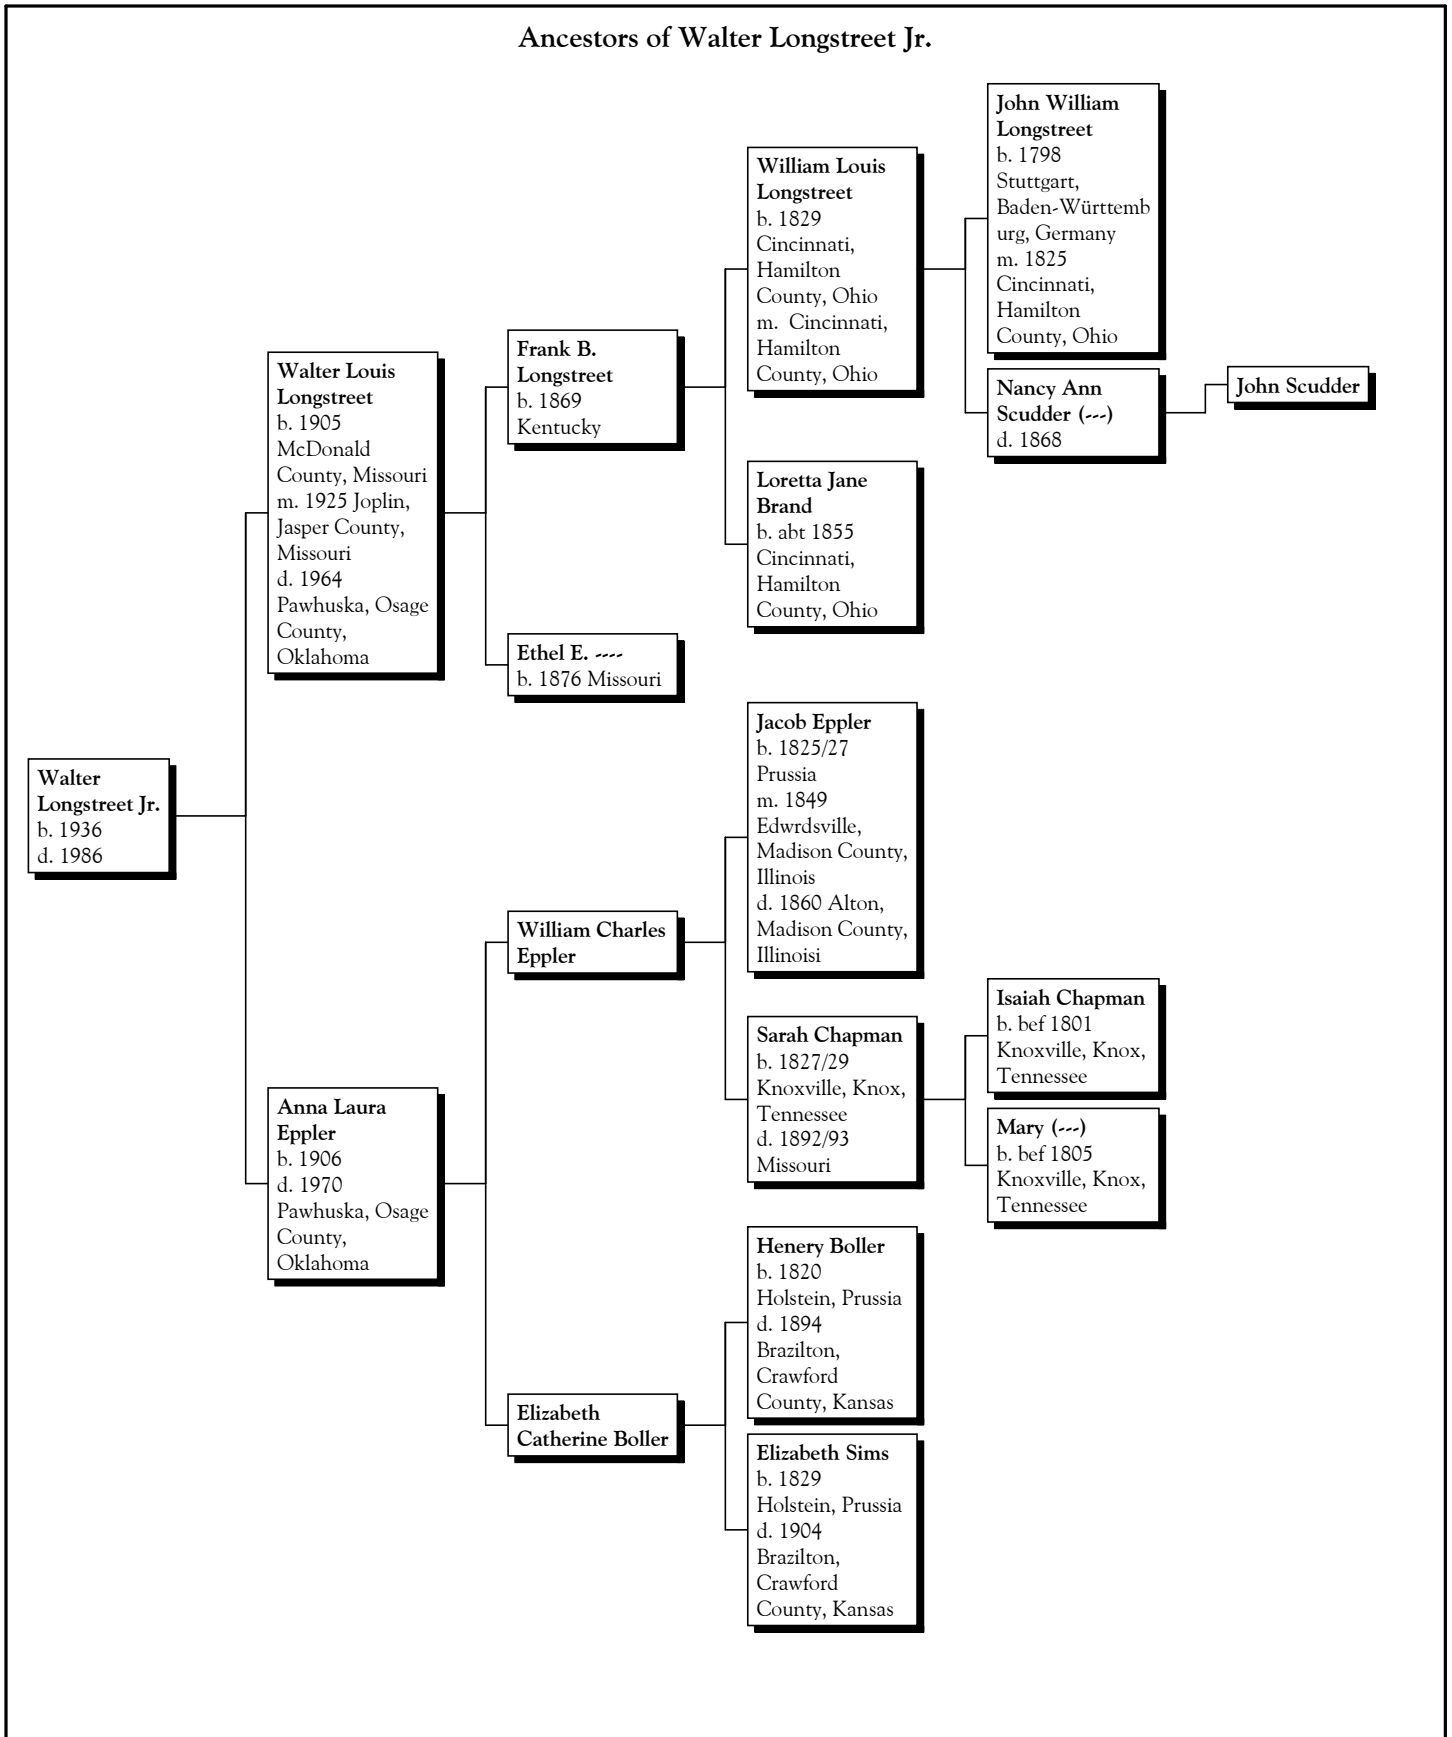 Ancestors of Walter Longstreet Jr.
John William
Longstreet
b. 1798
Stuttgart,
Baden-Württemb
urg, Germany
m. 1825
Cincinnati,
Hamilton
County, Ohio
William Louis
Longstreet
b. 1829
Cincinnati,
Hamilton
County, Ohio
m.  Cincinnati,
Hamilton
County, Ohio
Frank B.
Longstreet
b. 1869
Kentucky
Walter Louis
Longstreet
b. 1905
McDonald
County, Missouri
m. 1925 Joplin,
Jasper County,
Missouri
d. 1964
Pawhuska, Osage
County,
Oklahoma
Nancy Ann
Scudder (---)
d. 1868
John Scudder
Loretta Jane
Brand
b. abt 1855
Cincinnati,
Hamilton
County, Ohio
Ethel E. ----
b. 1876 Missouri
Jacob Eppler
b. 1825/27
Prussia
m. 1849
Edwrdsville,
Madison County,
Illinois
d. 1860 Alton,
Madison County,
Illinoisi
Walter
Longstreet Jr.
b. 1936
d. 1986
William Charles
Eppler
Isaiah Chapman
b. bef 1801
Knoxville, Knox,
Tennessee
Sarah Chapman
b. 1827/29
Knoxville, Knox,
Tennessee
d. 1892/93
Missouri
Mary (---)
b. bef 1805
Knoxville, Knox,
Tennessee
Anna Laura
Eppler
b. 1906
d. 1970
Pawhuska, Osage
County,
Oklahoma
Henery Boller
b. 1820
Holstein, Prussia
d. 1894
Brazilton,
Crawford
County, Kansas
Elizabeth
Catherine Boller
Elizabeth Sims
b. 1829
Holstein, Prussia
d. 1904
Brazilton,
Crawford
County, Kansas